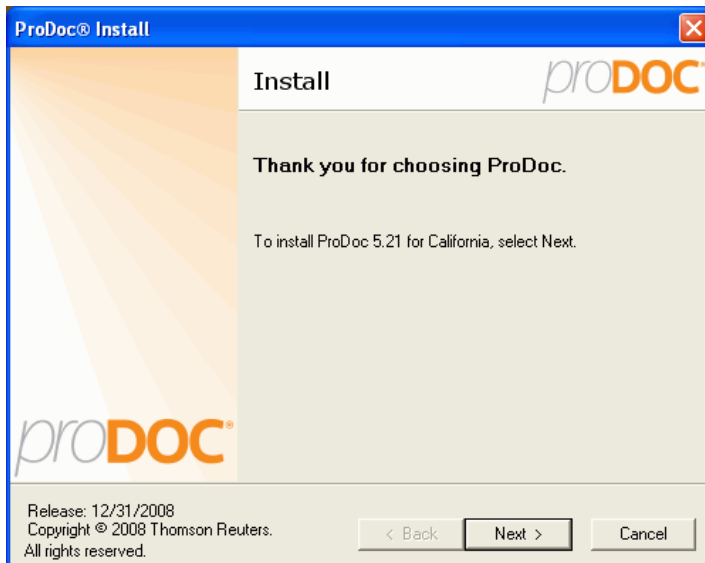 ProDoc® Install
Install
proDOC
Thank you for choosing ProDoc.
To install ProDoc 5.21 for California, select Next.
proDOC®
Release: 12/31/2008
Copyright © 2008 Thomson Reuters.
All rights reserved.
< Back
Next >
Cancel